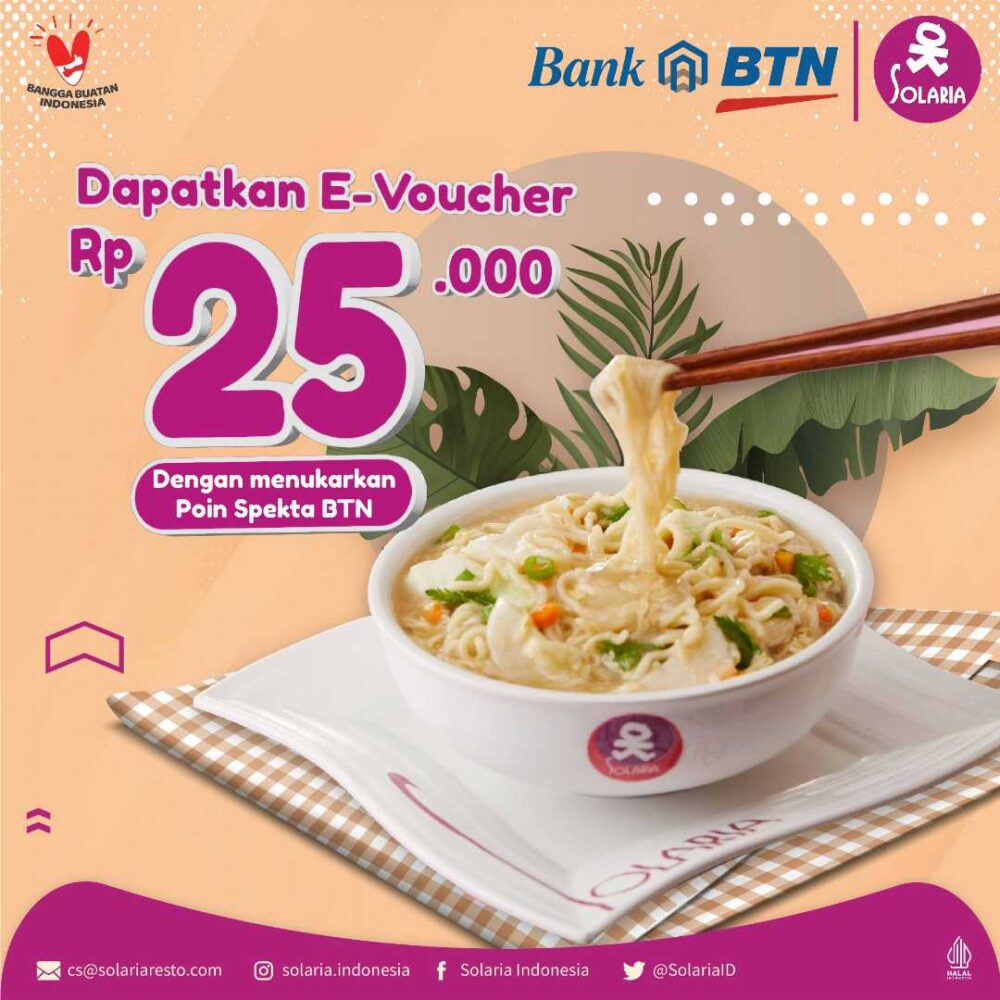 BANGGA BUATAN
INDONESIA
Bank BTN
SOLARIA
Dapatkan E-Voucher
Rp 25.000
Dengan menukarkan
Poin Spekta BTN
SOLARIA
SOLARIA
cs@solariaresto.com solaria.indonesia Solaria Indonesia @SolariaID
HALAL
INDONESIA